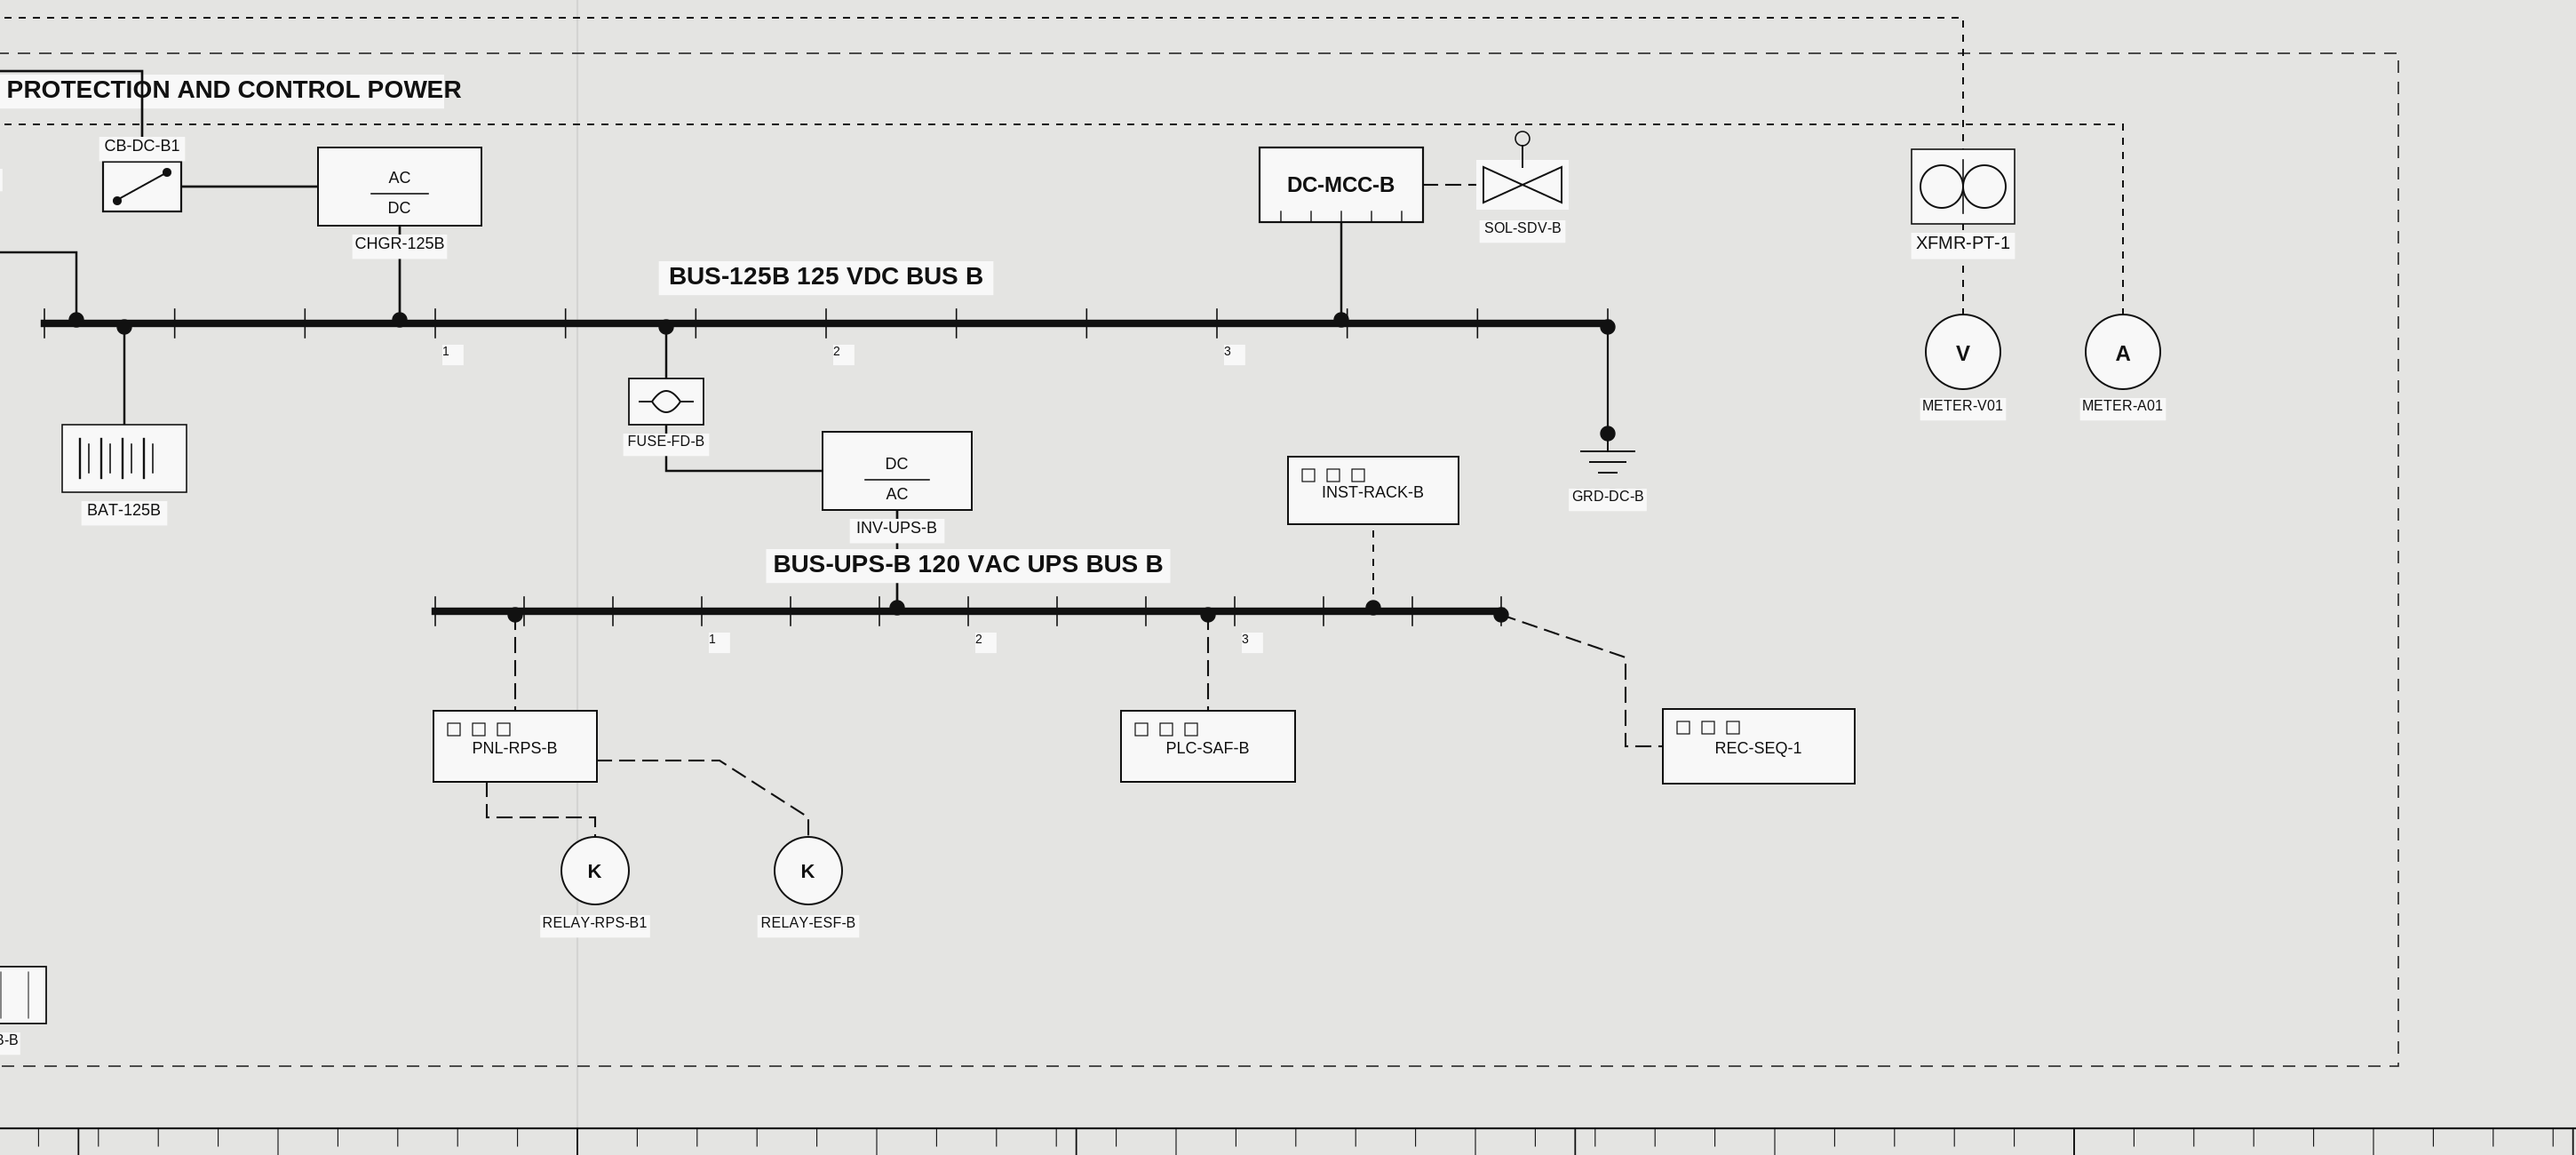 PROTECTION AND CONTROL POWER
CB-DC-B1
AC
DC
CHGR-125B
DC-MCC-B
SOL-SDV-B
XFMR-PT-1
BUS-125B 125 VDC BUS B
1
2
3
V
A
METER-V01
METER-A01
FUSE-FD-B
DC
AC
INV-UPS-B
INST-RACK-B
GRD-DC-B
BAT-125B
BUS-UPS-B 120 VAC UPS BUS B
1
2
3
PNL-RPS-B
PLC-SAF-B
REC-SEQ-1
K
K
RELAY-RPS-B1
RELAY-ESF-B